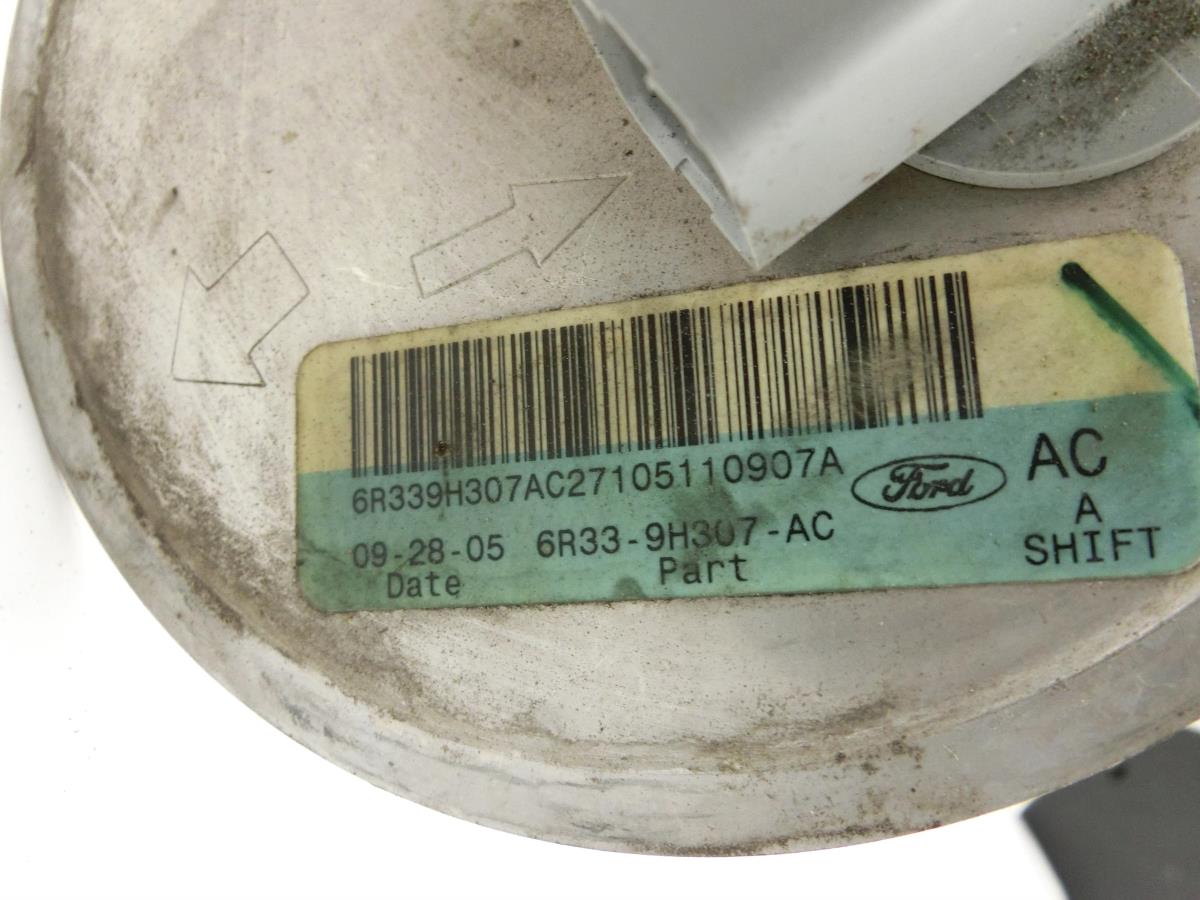 6R339H307AC27105110907A
Ford
AC
09-28-05 6R33-9H307-AC
A
Date Part
SHIFT